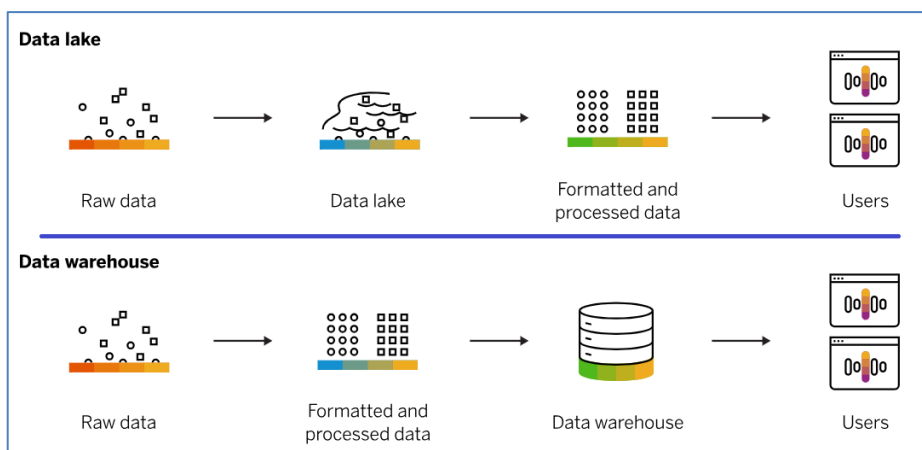 Data lake
Raw data
Data lake
Formatted and
processed data
Users
Data warehouse
Raw data
Formatted and
processed data
Data warehouse
Users